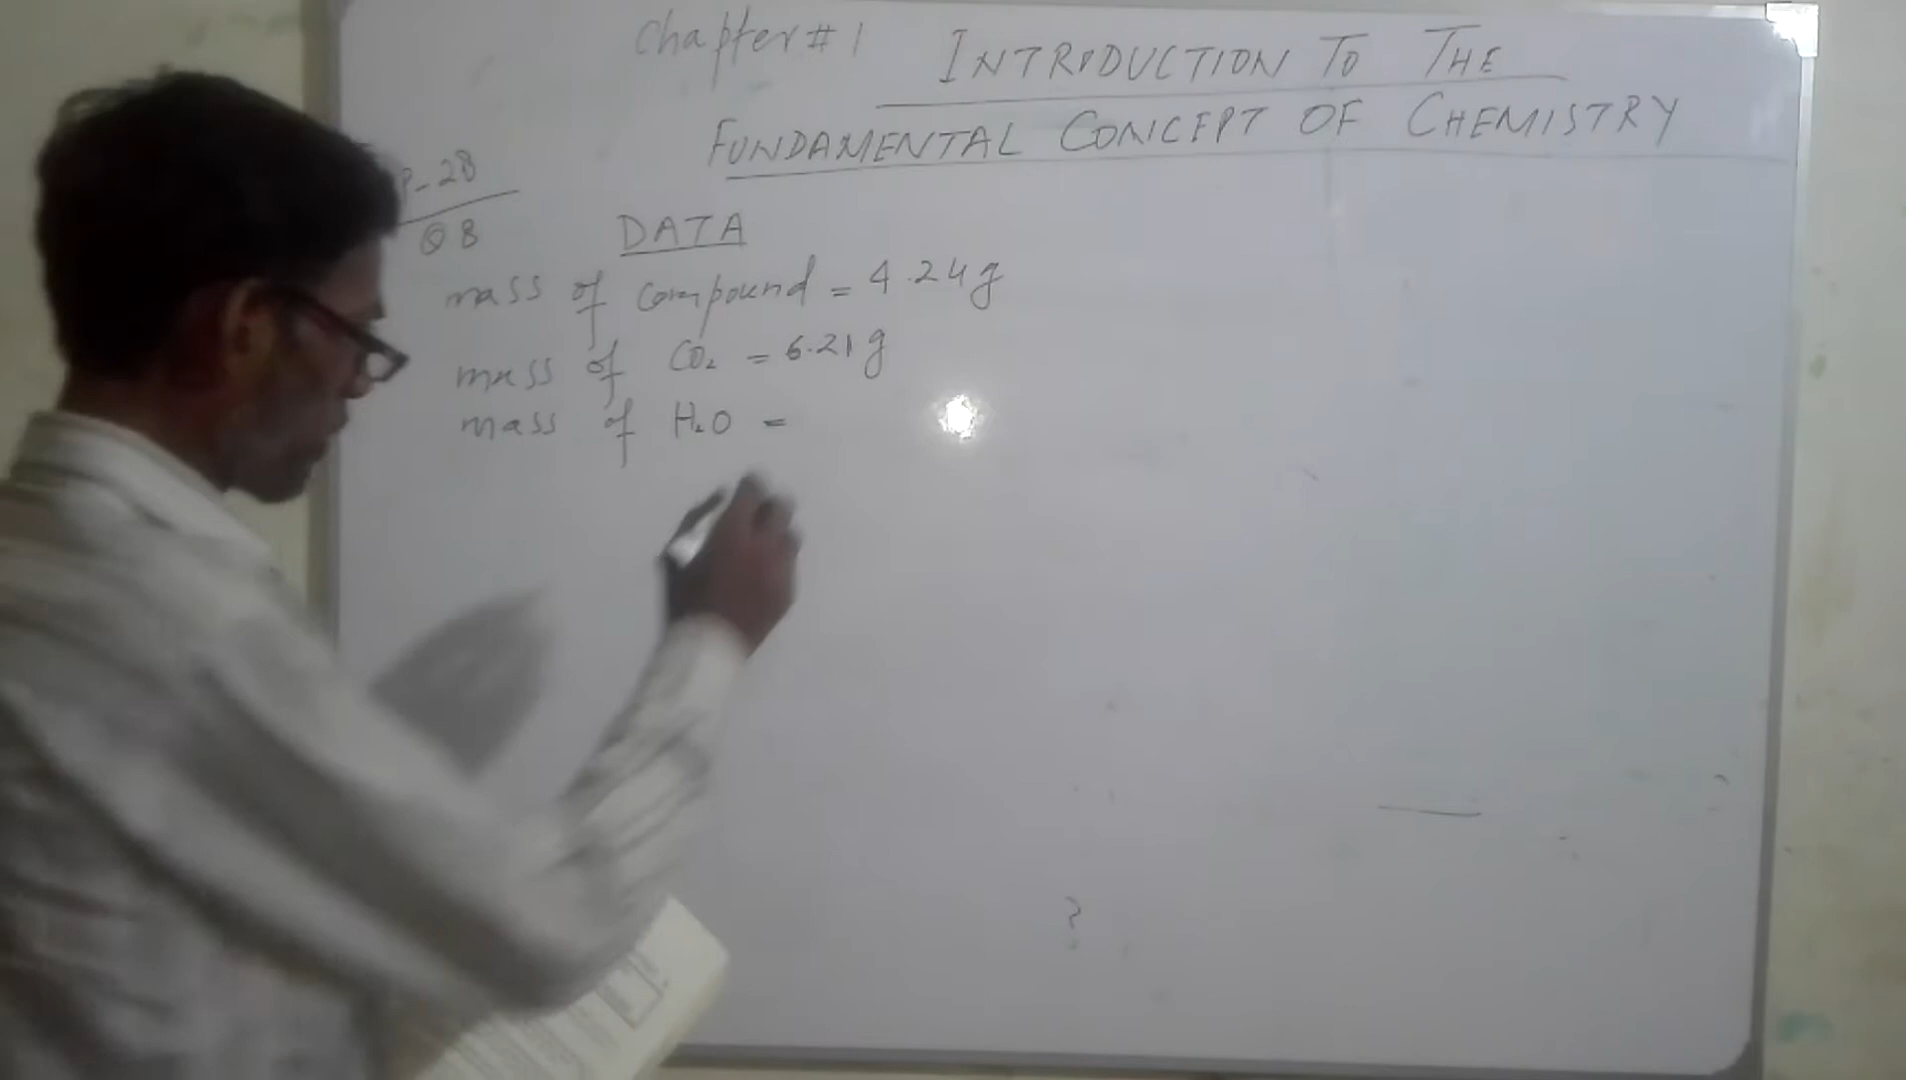 Chapter # 1 INTRODUCTION TO THE
FUNDAMENTAL CONCEPT OF CHEMISTRY
P-28
Q 8
DATA
mass of compound = 4.24 g
mass of CO₂ = 6.21 g
mass of H₂O =
?